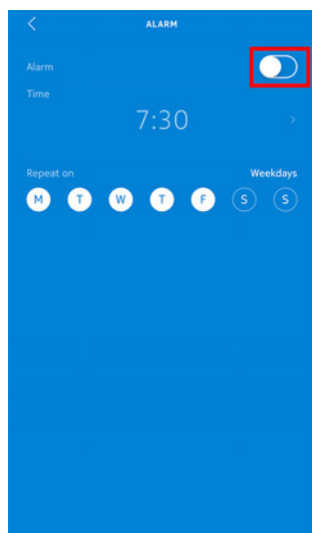 ALARM
Alarm
Time
7:30
Repeat on Weekdays
M T W T F S S